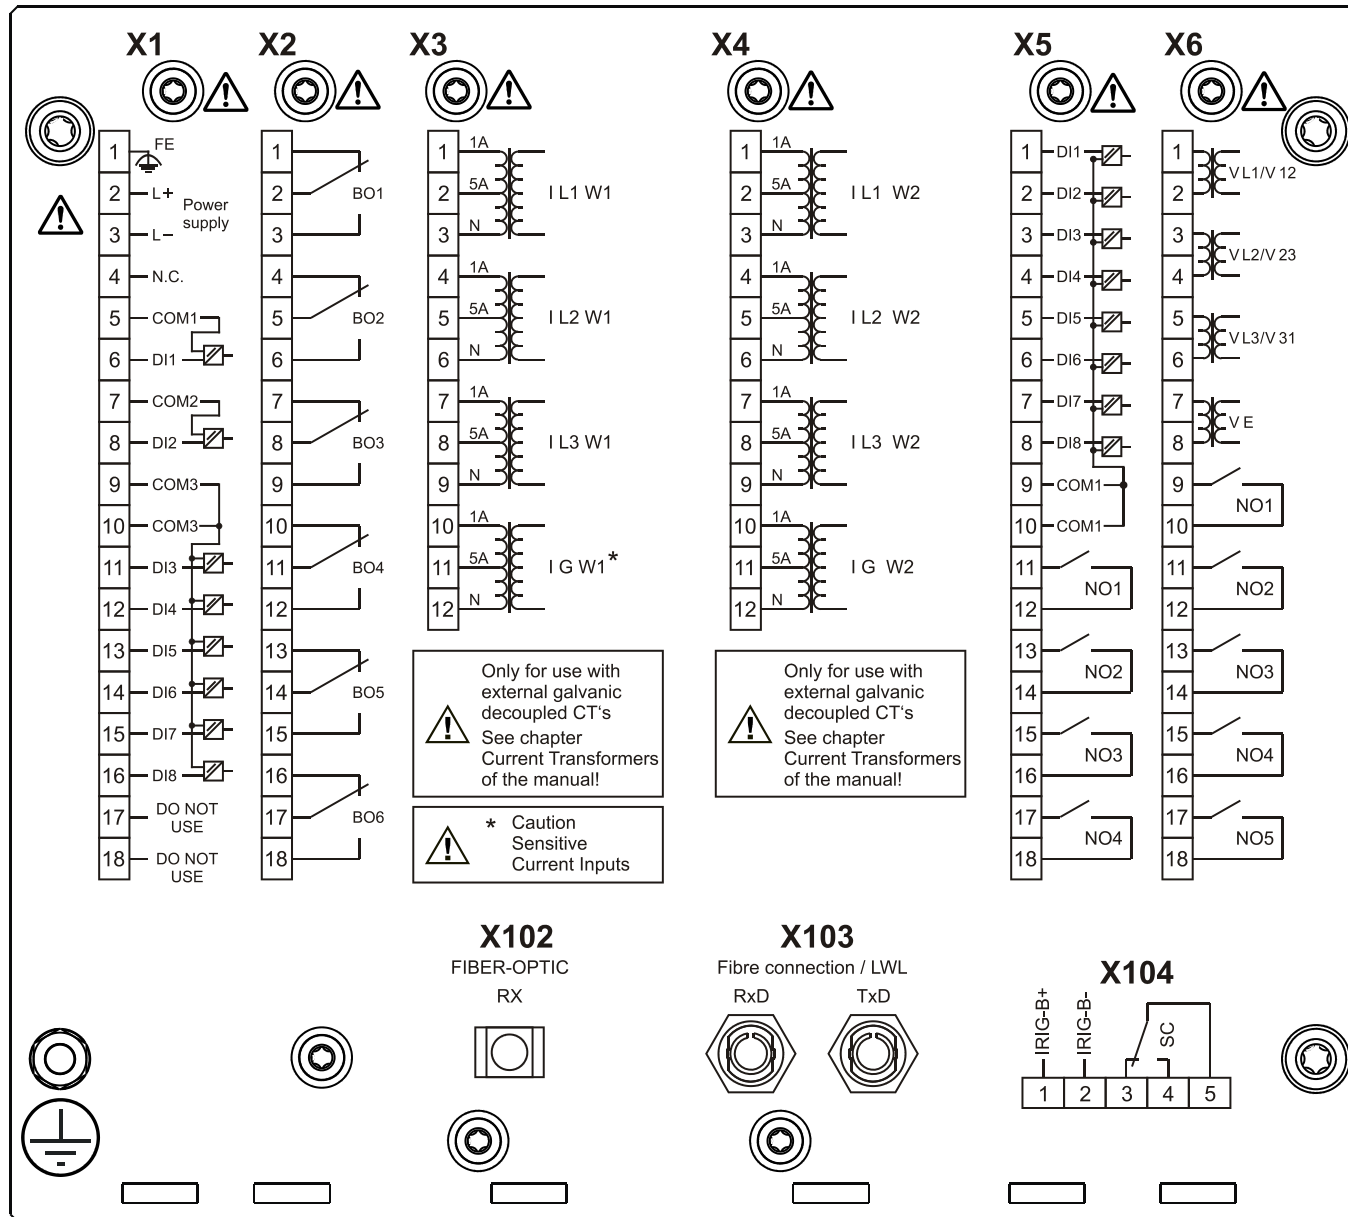 X1
1 FE
2 L+ Power
supply
3 L–
4 N.C.
5 COM1
6 DI1
7 COM2
8 DI2
9 COM3
10 COM3
11 DI3
12 DI4
13 DI5
14 DI6
15 DI7
16 DI8
17 DO NOT
USE
18 DO NOT
USE
X2
1
2 BO1
3
4
5 BO2
6
7
8 BO3
9
10
11 BO4
12
13
14 BO5
15
16
17 BO6
18
X3
1 1A
2 5A I L1 W1
3 N
4 1A
5 5A I L2 W1
6 N
7 1A
8 5A I L3 W1
9 N
10 1A
11 5A I G W1*
12 N
Only for use with
external galvanic
decoupled CT‘s
See chapter
Current Transformers
of the manual!
* Caution
Sensitive
Current Inputs
X4
1 1A
2 5A I L1 W2
3 N
4 1A
5 5A I L2 W2
6 N
7 1A
8 5A I L3 W2
9 N
10 1A
11 5A I G W2
12 N
Only for use with
external galvanic
decoupled CT‘s
See chapter
Current Transformers
of the manual!
X5
1 DI1
2 DI2
3 DI3
4 DI4
5 DI5
6 DI6
7 DI7
8 DI8
9 COM1
10 COM1
11
NO1
12
13
NO2
14
15
NO3
16
17
NO4
18
X6
1
VL1/V 12
2
3
VL2/V 23
4
5
VL3/V 31
6
7
V E
8
9
NO1
10
11
NO2
12
13
NO3
14
15
NO4
16
17
NO5
18
X102
FIBER-OPTIC
RX
X103
Fibre connection / LWL
RxD TxD
X104
IRIG-B+
IRIG-B-
SC
1 2 3 4 5